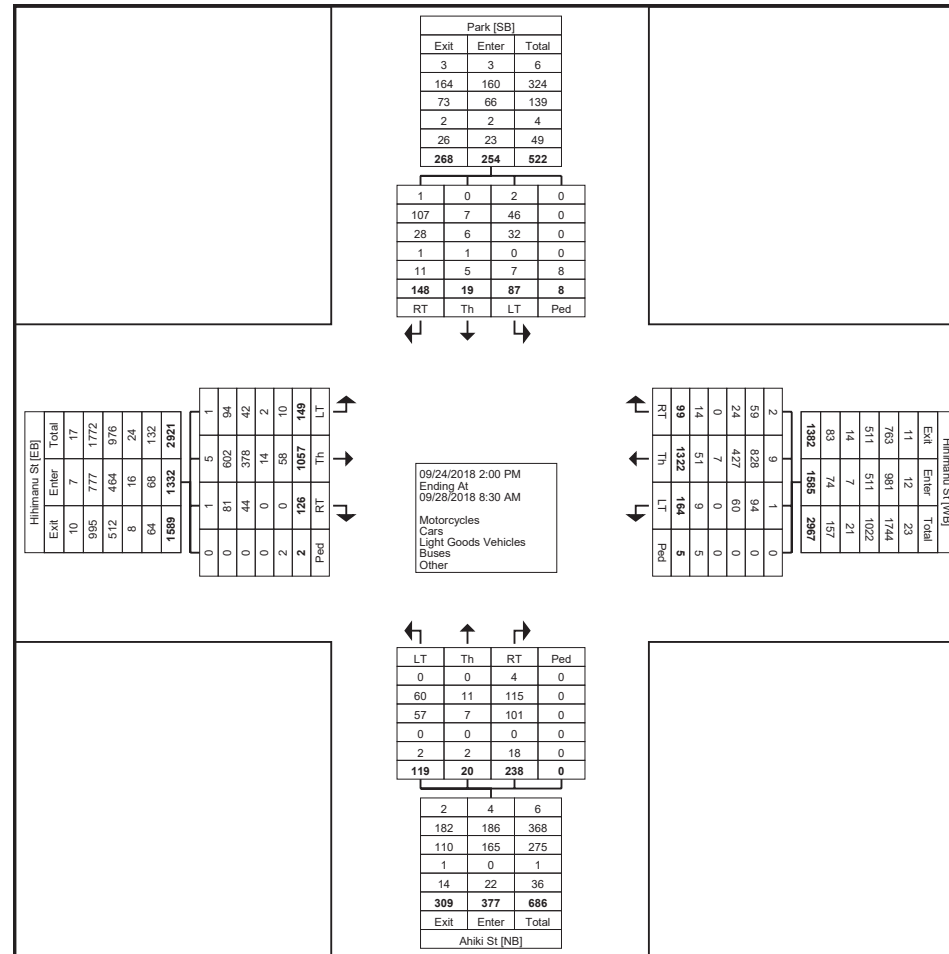 Park [SB]
Exit Enter Total
3 3 6
164 160 324
73 66 139
2 2 4
26 23 49
268 254 522
1 0 2 0
107 7 46 0
28 6 32 0
1 1 0 0
11 5 7 8
148 19 87 8
RT Th LT Ped
Hihimanu St [EB]
Exit Enter Total
10 7 17
995 777 1772
512 464 976
8 16 24
64 68 132
1589 1332 2921
0 1 5 1
0 81 602 94
0 44 378 42
0 0 14 2
2 0 58 10
2 126 1057 149
Ped RT Th LT
09/24/2018 2:00 PM
Ending At
09/28/2018 8:30 AM
Motorcycles
Cars
Light Goods Vehicles
Buses
Other
Hihimanu St [WB]
Exit Enter Total
11 12 23
763 981 1744
511 511 1022
14 7 21
83 74 157
1382 1585 2967
2 9 1 0
59 828 94 0
24 427 60 0
0 7 0 0
14 51 9 5
99 1322 164 5
RT Th LT Ped
LT Th RT Ped
0 0 4 0
60 11 115 0
57 7 101 0
0 0 0 0
2 2 18 0
119 20 238 0
2 4 6
182 186 368
110 165 275
1 0 1
14 22 36
309 377 686
Exit Enter Total
Ahiki St [NB]